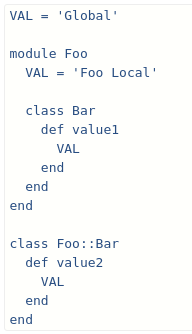 VAL = 'Global'

module Foo
  VAL = 'Foo Local'

  class Bar
    def value1
      VAL
    end
  end
end

class Foo::Bar
  def value2
    VAL
  end
end